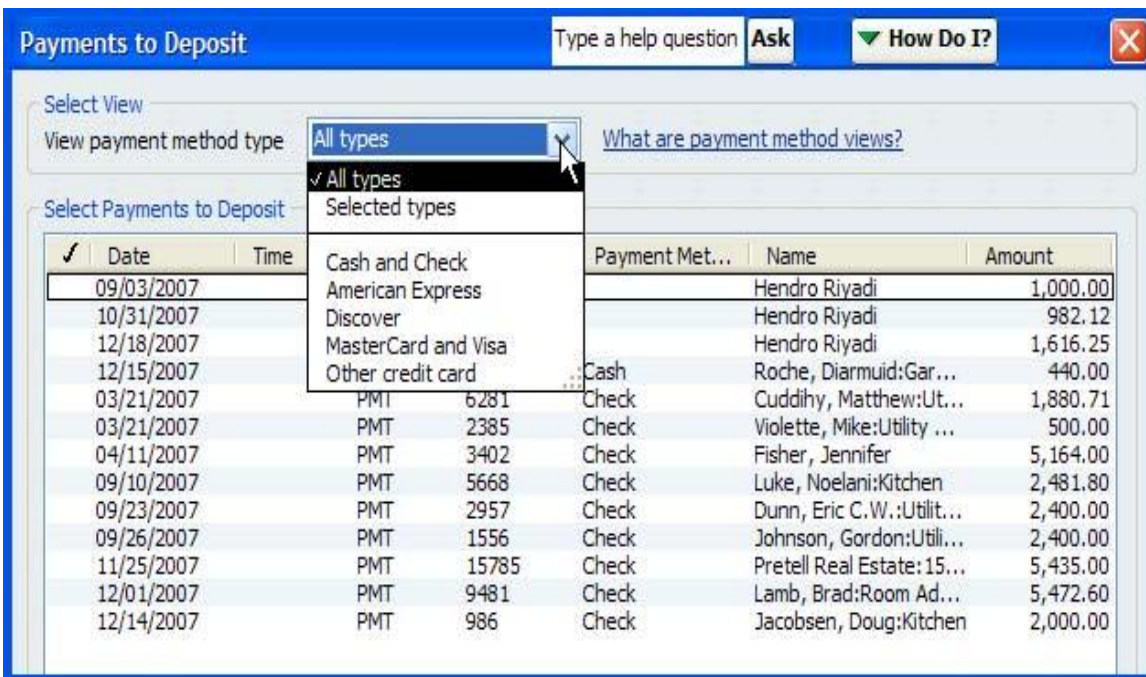 Payments to Deposit Type a help question Ask How Do I?
Select View
View payment method type All types What are payment method views?
✓ All types
Selected types
Cash and Check
American Express
Discover
MasterCard and Visa
Other credit card
Select Payments to Deposit
✓ Date Time Payment Met... Name Amount
09/03/2007 Hendro Riyadi 1,000.00
10/31/2007 Hendro Riyadi 982.12
12/18/2007 Hendro Riyadi 1,616.25
12/15/2007 Cash Roche, Diarmuid:Gar... 440.00
03/21/2007 PMT 6281 Check Cuddihy, Matthew:Ut... 1,880.71
03/21/2007 PMT 2385 Check Violette, Mike:Utility ... 500.00
04/11/2007 PMT 3402 Check Fisher, Jennifer 5,164.00
09/10/2007 PMT 5668 Check Luke, Noelani:Kitchen 2,481.80
09/23/2007 PMT 2957 Check Dunn, Eric C.W.:Utilit... 2,400.00
09/26/2007 PMT 1556 Check Johnson, Gordon:Utili... 2,400.00
11/25/2007 PMT 15785 Check Pretell Real Estate:15... 5,435.00
12/01/2007 PMT 9481 Check Lamb, Brad:Room Ad... 5,472.60
12/14/2007 PMT 986 Check Jacobsen, Doug:Kitchen 2,000.00